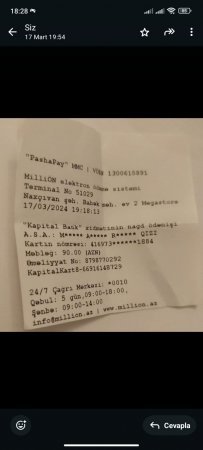 18:28
Siz
17 Mart 19:54
"PashaPay" MMC | VÖEN 1300610891
MilliÖN elektron ödəmə sistemi
Terminal No 51029
Naxçıvan şəh. Babək məh. ev 2 Megastore
17/03/2024 19:18:13
"Kapital Bank" xidmətinin nağd ödənişi
A.S.A.: M***** A***** R***** QIZI
Kartın nömrəsi: 416973******1884
Məbləğ: 90.00 (AZN)
Əməliyyat No: 8798770292
KapitalKart8-66916148729
24/7 Çağrı Mərkəzi: *0010
Qəbul: 5 gün,09:00-18:00,
Şənbə: 09:00-14:00
info@million.az | www.million.az
Cevapla